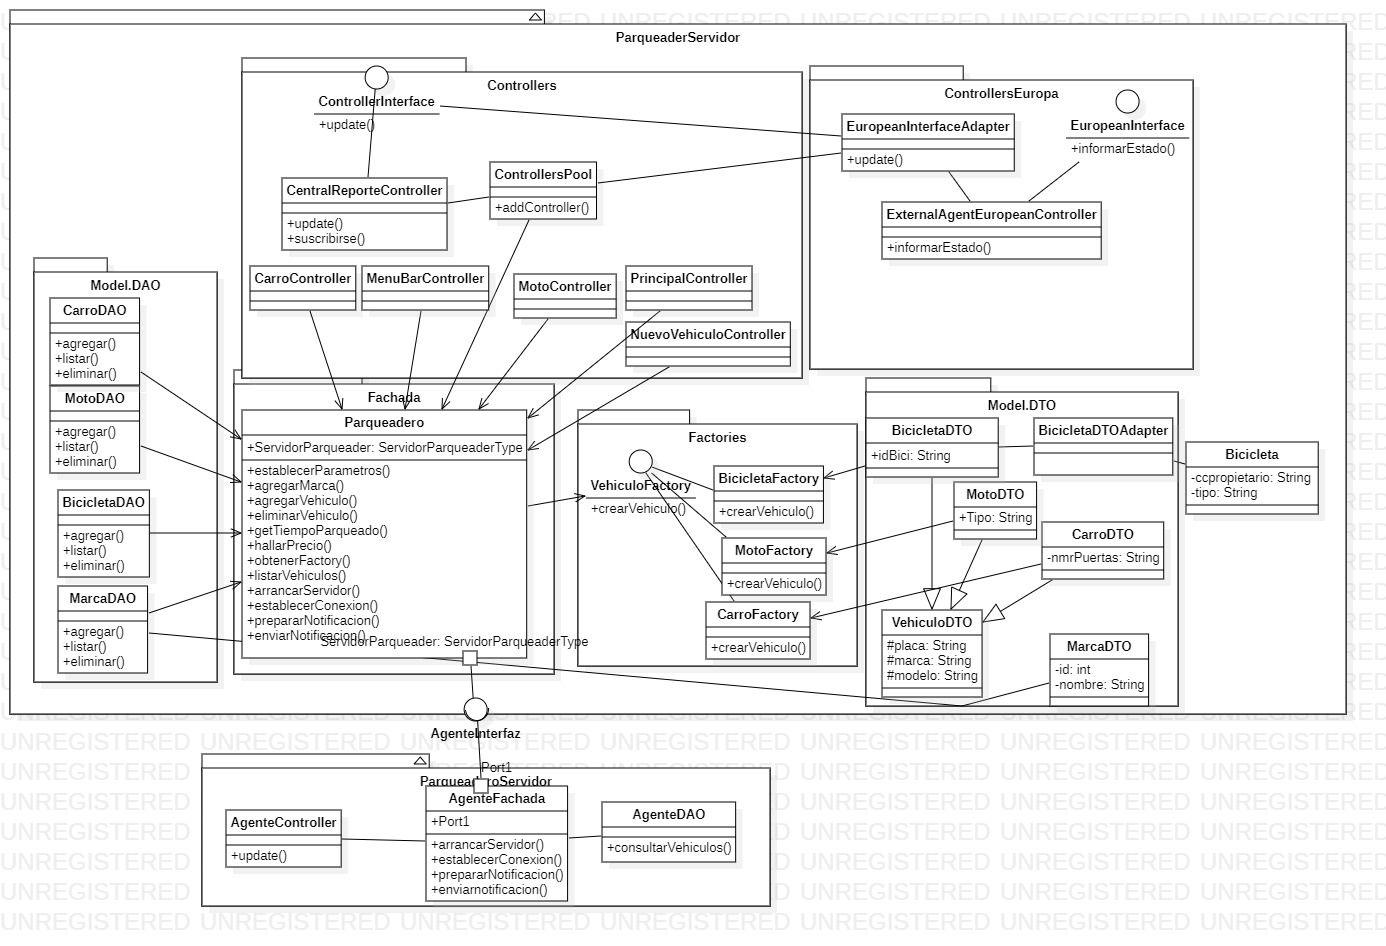 ParqueaderServidor
Controllers
ControllerInterface
+update()
CentralReporteController
+update()
+suscribirse()
ControllersPool
+addController()
CarroController
MenuBarController
MotoController
PrincipalController
NuevoVehiculoController
ControllersEuropa
EuropeanInterfaceAdapter
+update()
EuropeanInterface
+informarEstado()
ExternalAgentEuropeanController
+informarEstado()
Model.DAO
CarroDAO
+agregar()
+listar()
+eliminar()
MotoDAO
+agregar()
+listar()
+eliminar()
BicicletaDAO
+agregar()
+listar()
+eliminar()
MarcaDAO
+agregar()
+listar()
+eliminar()
Fachada
Parqueadero
+ServidorParqueader: ServidorParqueaderType
+establecerParametros()
+agregarMarca()
+agregarVehiculo()
+eliminarVehiculo()
+getTiempoParqueado()
+hallarPrecio()
+obtenerFactory()
+listarVehiculos()
+arrancarServidor()
+establecerConexion()
+prepararNotificacion()
+enviarNotificacion()
ServidorParqueader: ServidorParqueaderType
Factories
VehiculoFactory
+crearVehiculo()
BicicletaFactory
+crearVehiculo()
MotoFactory
+crearVehiculo()
CarroFactory
+crearVehiculo()
Model.DTO
BicicletaDTO
+idBici: String
BicicletaDTOAdapter
Bicicleta
-ccpropietario: String
-tipo: String
MotoDTO
+Tipo: String
CarroDTO
-nmrPuertas: String
VehiculoDTO
#placa: String
#marca: String
#modelo: String
MarcaDTO
-id: int
-nombre: String
AgenteInterfaz
Port1
ParqueaderoServidor
AgenteFachada
+Port1
+arrancarServidor()
+establecerConexion()
+prepararNotificacion()
+enviarnotificacion()
AgenteController
+update()
AgenteDAO
+consultarVehiculos()
UNREGISTERED UNREGISTERED UNREGISTERED UNREGISTERED UNREGISTERED UNREGISTERED UNREGISTERED